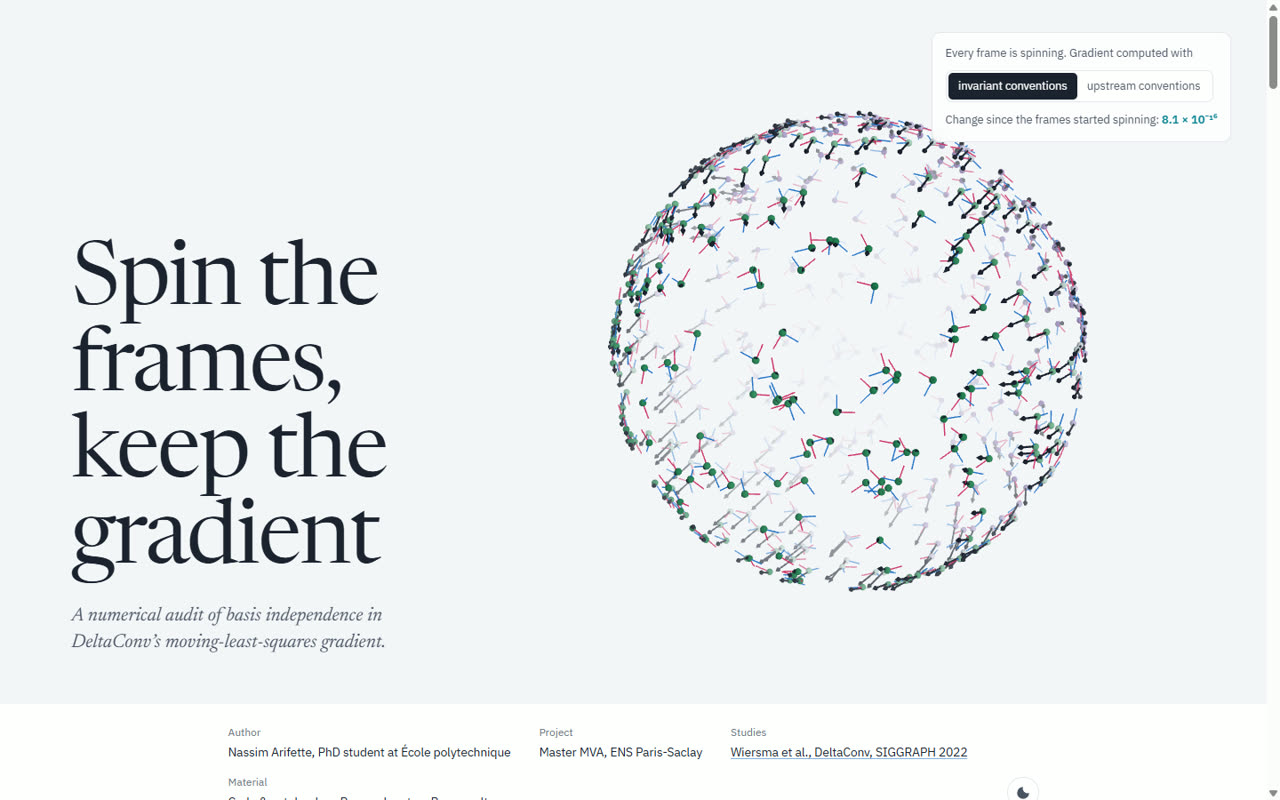 Every frame is spinning. Gradient computed with
invariant conventions upstream conventions
Change since the frames started spinning: 8.1 × 10⁻¹⁶
Spin the
frames,
keep the
gradient
A numerical audit of basis independence in
DeltaConv’s moving-least-squares gradient.
Author Project Studies
Nassim Arifette, PhD student at École polytechnique Master MVA, ENS Paris-Saclay Wiersma et al., DeltaConv, SIGGRAPH 2022
Material